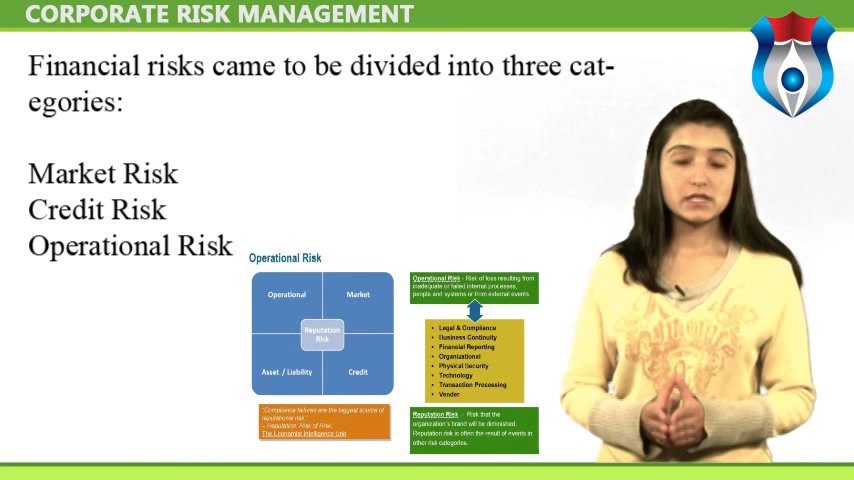 CORPORATE RISK MANAGEMENT
Financial risks came to be divided into three cat-
egories:
Market Risk
Credit Risk
Operational Risk
Operational Risk
Operational
Market
Reputation
Risk
Asset / Liability
Credit
"Compliance failures are the biggest source of
reputational risk"
– Reputation: Risk of Risk,
The Economist Intelligence Unit
Operational Risk - Risk of loss resulting from
inadequate or failed internal processes,
people and systems or from external events
• Legal & Compliance
• Business Continuity
• Financial Reporting
• Organizational
• Physical Security
• Technology
• Transaction Processing
• Vendor
Reputation Risk – Risk that the
organization's brand will be diminished.
Reputation risk is often the result of events in
other risk categories.